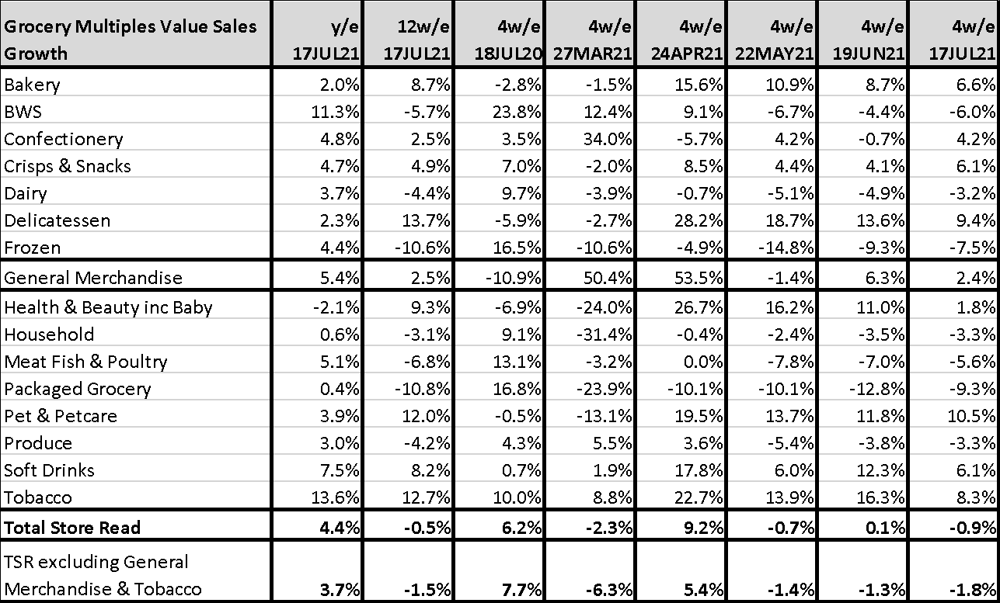 Grocery Multiples Value Sales Growth y/e 17JUL21 12w/e 17JUL21 4w/e 18JUL20 4w/e 27MAR21 4w/e 24APR21 4w/e 22MAY21 4w/e 19JUN21 4w/e 17JUL21
Bakery 2.0% 8.7% -2.8% -1.5% 15.6% 10.9% 8.7% 6.6%
BWS 11.3% -5.7% 23.8% 12.4% 9.1% -6.7% -4.4% -6.0%
Confectionery 4.8% 2.5% 3.5% 34.0% -5.7% 4.2% -0.7% 4.2%
Crisps & Snacks 4.7% 4.9% 7.0% -2.0% 8.5% 4.4% 4.1% 6.1%
Dairy 3.7% -4.4% 9.7% -3.9% -0.7% -5.1% -4.9% -3.2%
Delicatessen 2.3% 13.7% -5.9% -2.7% 28.2% 18.7% 13.6% 9.4%
Frozen 4.4% -10.6% 16.5% -10.6% -4.9% -14.8% -9.3% -7.5%
General Merchandise 5.4% 2.5% -10.9% 50.4% 53.5% -1.4% 6.3% 2.4%
Health & Beauty inc Baby -2.1% 9.3% -6.9% -24.0% 26.7% 16.2% 11.0% 1.8%
Household 0.6% -3.1% 9.1% -31.4% -0.4% -2.4% -3.5% -3.3%
Meat Fish & Poultry 5.1% -6.8% 13.1% -3.2% 0.0% -7.8% -7.0% -5.6%
Packaged Grocery 0.4% -10.8% 16.8% -23.9% -10.1% -10.1% -12.8% -9.3%
Pet & Petcare 3.9% 12.0% -0.5% -13.1% 19.5% 13.7% 11.8% 10.5%
Produce 3.0% -4.2% 4.3% 5.5% 3.6% -5.4% -3.8% -3.3%
Soft Drinks 7.5% 8.2% 0.7% 1.9% 17.8% 6.0% 12.3% 6.1%
Tobacco 13.6% 12.7% 10.0% 8.8% 22.7% 13.9% 16.3% 8.3%
Total Store Read 4.4% -0.5% 6.2% -2.3% 9.2% -0.7% 0.1% -0.9%
TSR excluding General
Merchandise & Tobacco 3.7% -1.5% 7.7% -6.3% 5.4% -1.4% -1.3% -1.8%